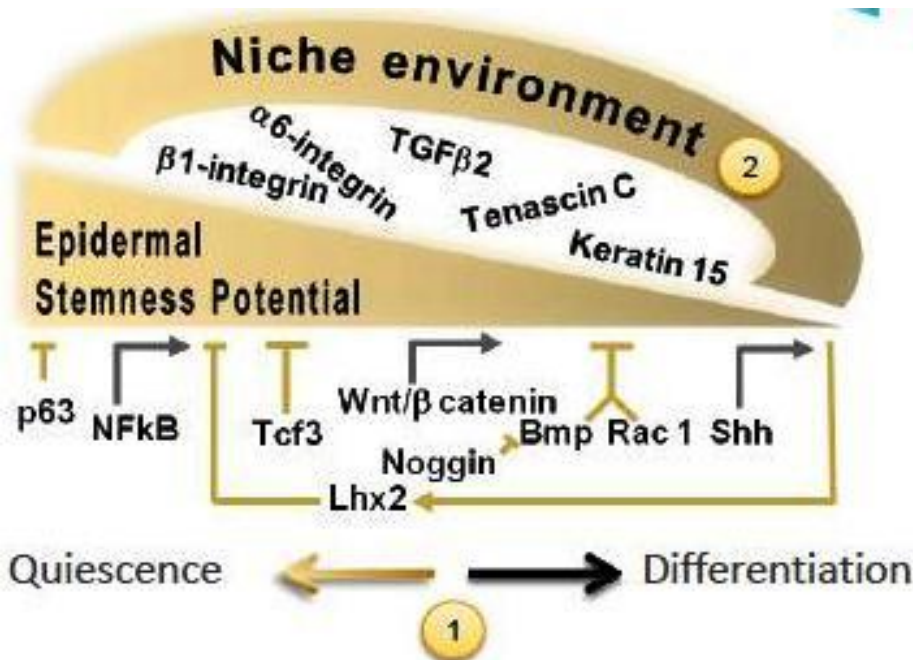 Niche environment
2
α6-integrin
TGFβ2
β1-integrin
Tenascin C
Keratin 15
Epidermal
Stemness Potential
p63
NFkB
Tcf3
Wnt/β catenin
Bmp Rac 1 Shh
Noggin
Lhx2
Quiescence
Differentiation
1